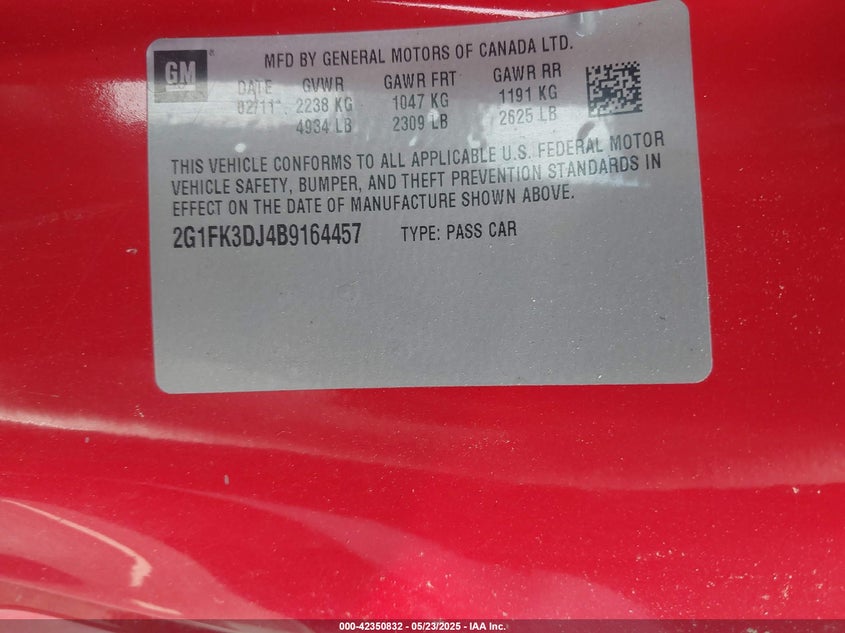 GM®
MFD BY GENERAL MOTORS OF CANADA LTD.
DATE GVWR GAWR FRT GAWR RR
02/11 2238 KG 1047 KG 1191 KG
4934 LB 2309 LB 2625 LB
THIS VEHICLE CONFORMS TO ALL APPLICABLE U.S. FEDERAL MOTOR
VEHICLE SAFETY, BUMPER, AND THEFT PREVENTION STANDARDS IN
EFFECT ON THE DATE OF MANUFACTURE SHOWN ABOVE.
2G1FK3DJ4B9164457 TYPE: PASS CAR
000-42350832 - 05/23/2025 - IAA Inc.